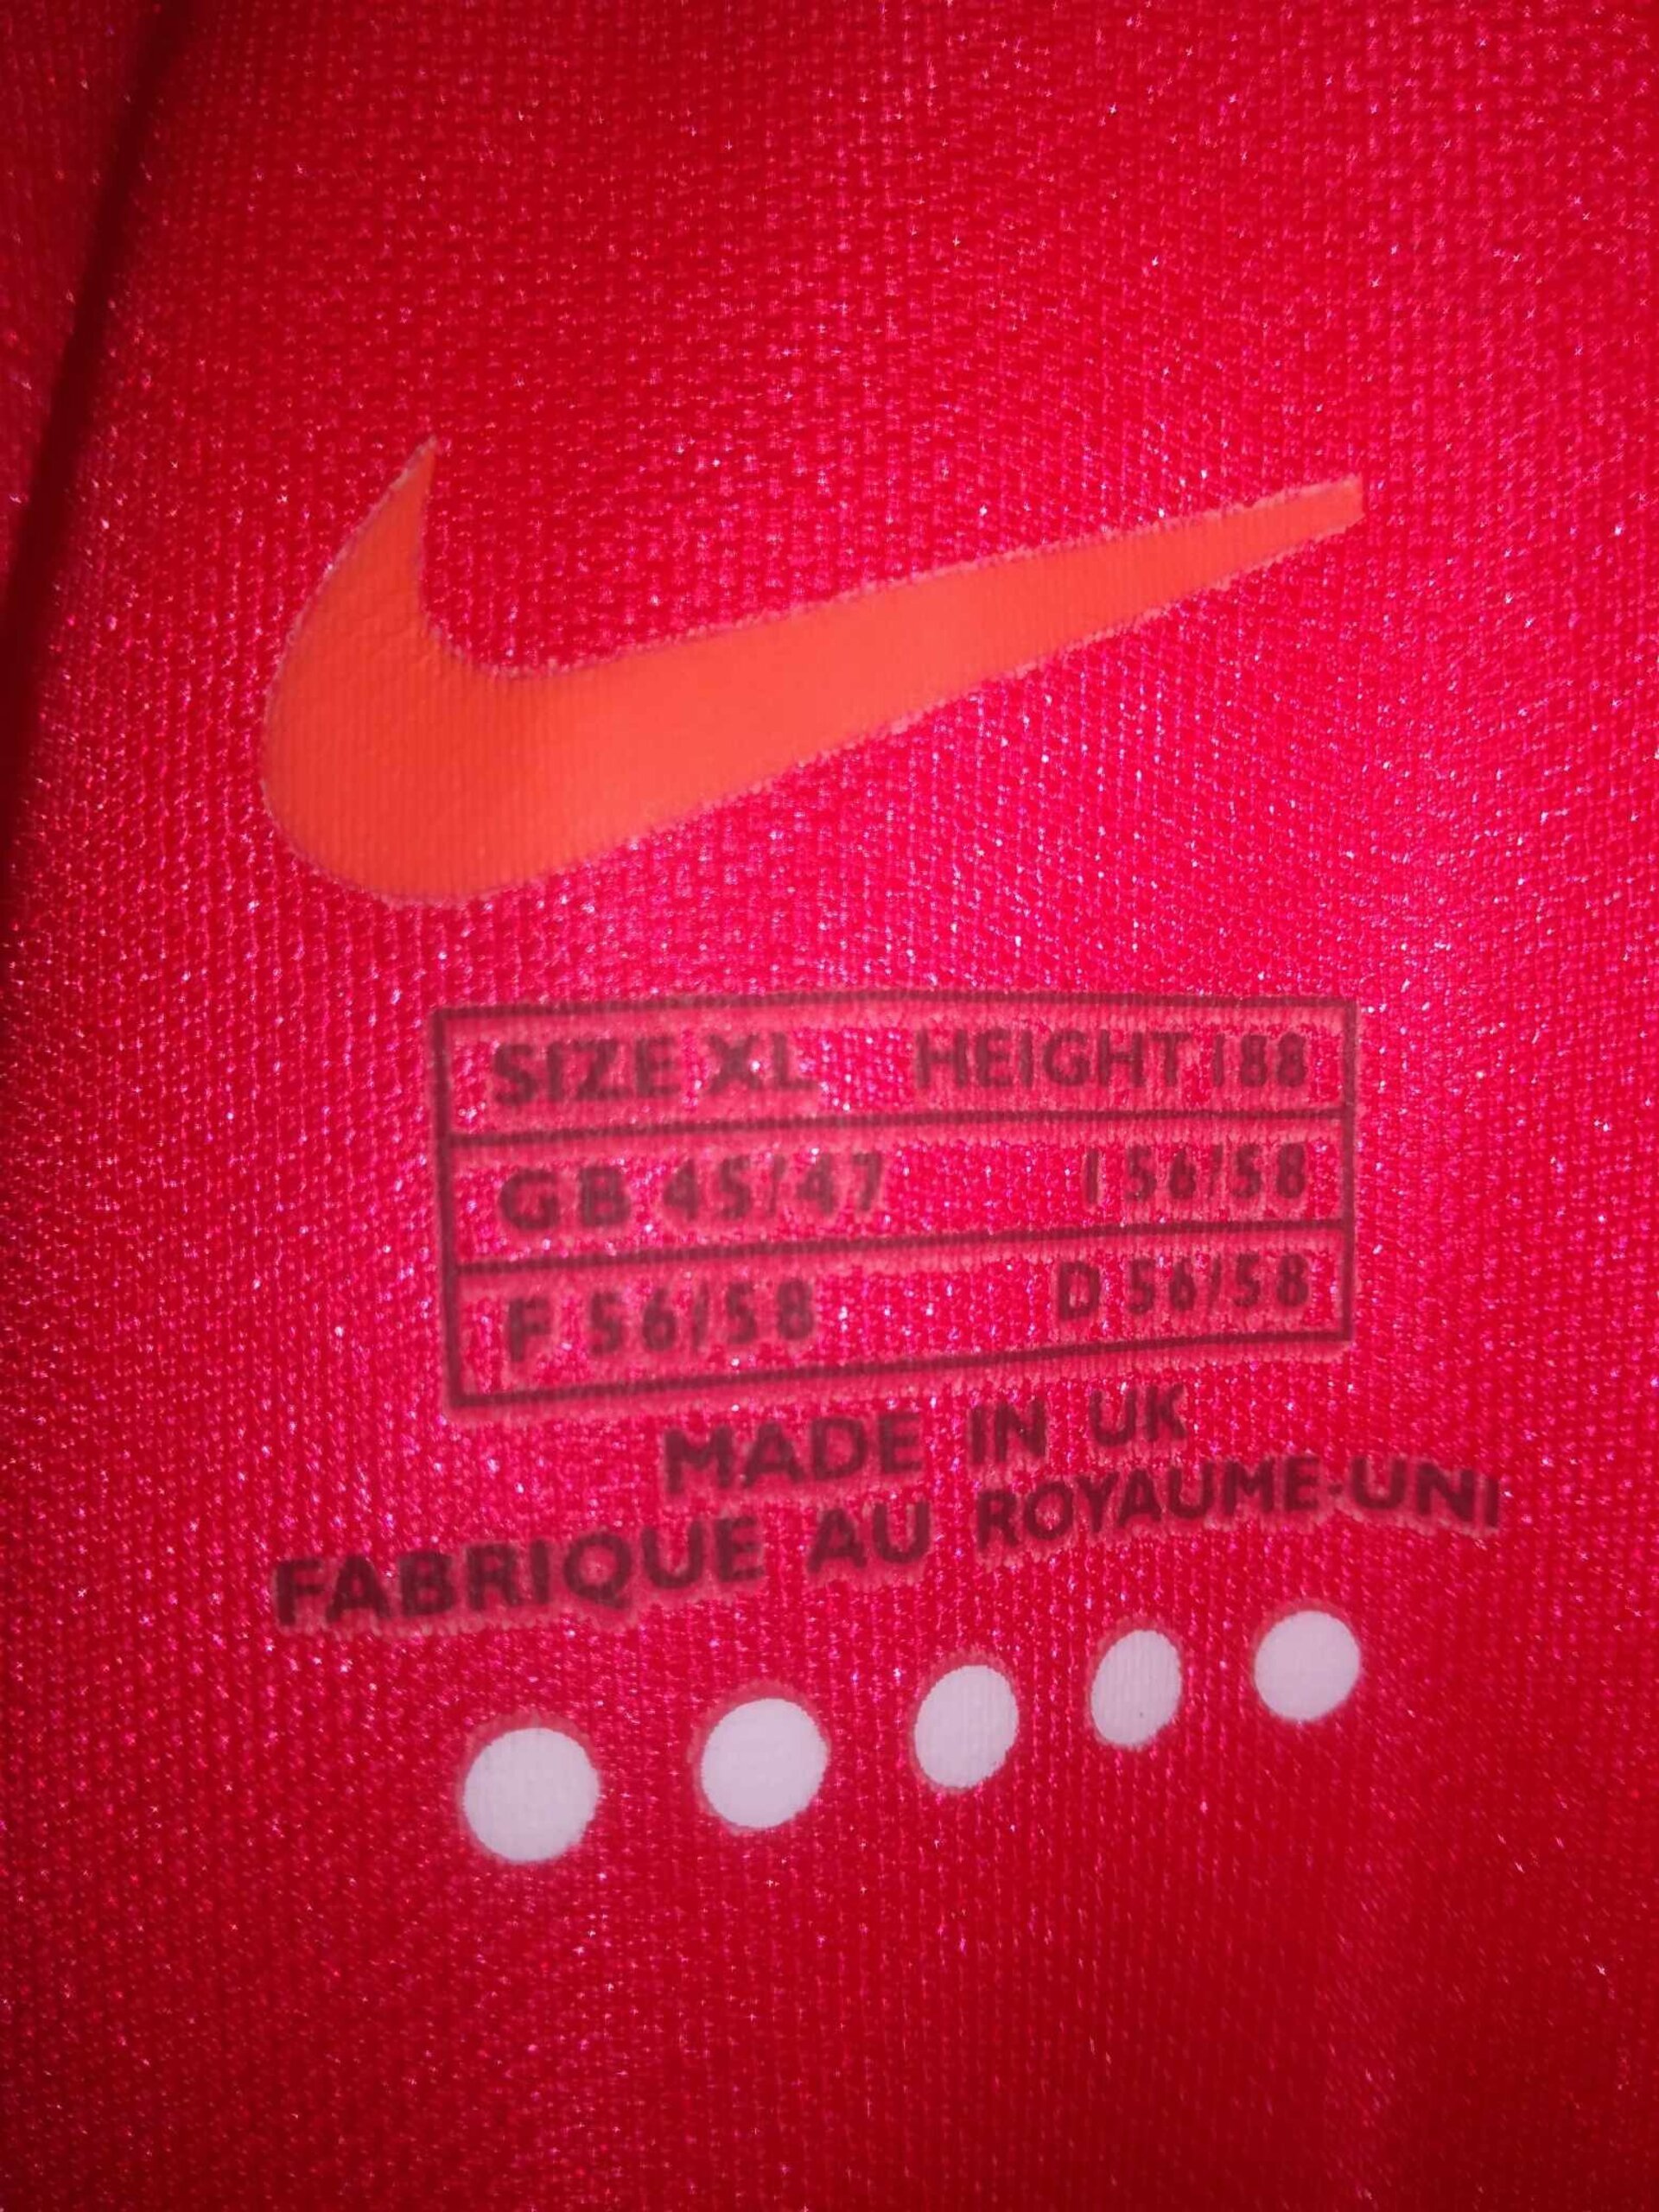 SIZE XL HEIGHT 188
GB 45/47 I 56/58
F 56/58 D 56/58
MADE IN UK
FABRIQUE AU ROYAUME-UNI